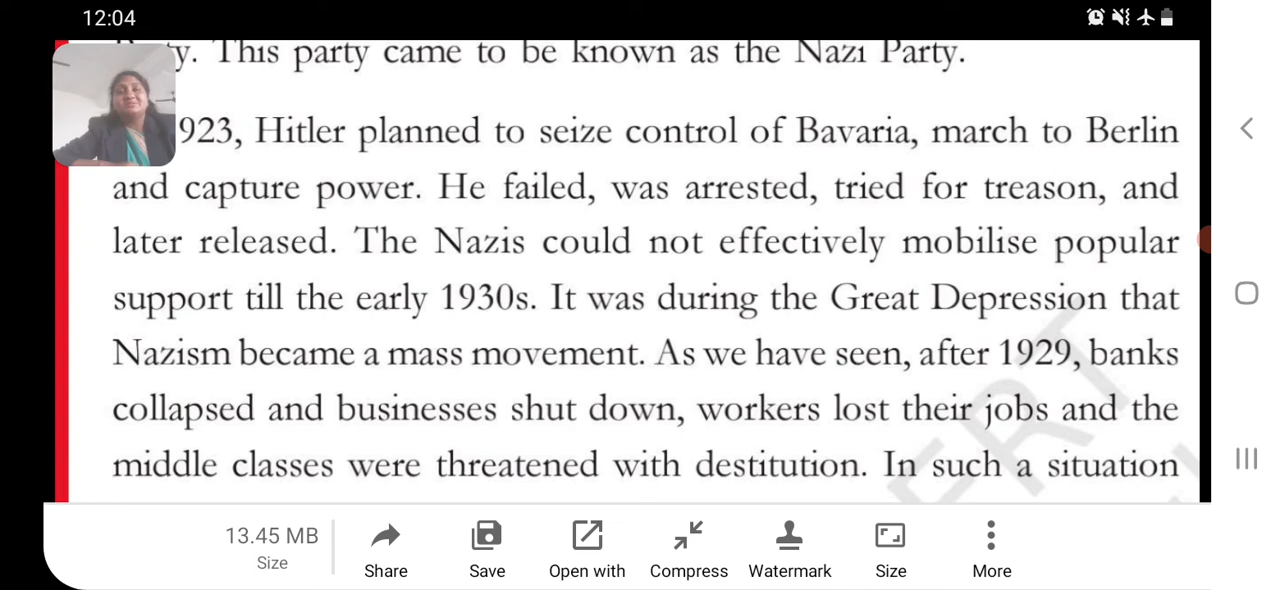 12:04
Party. This party came to be known as the Nazi Party.
923, Hitler planned to seize control of Bavaria, march to Berlin
and capture power. He failed, was arrested, tried for treason, and
later released. The Nazis could not effectively mobilise popular
support till the early 1930s. It was during the Great Depression that
Nazism became a mass movement. As we have seen, after 1929, banks
collapsed and businesses shut down, workers lost their jobs and the
middle classes were threatened with destitution. In such a situation
13.45 MB
Size
Share
Save
Open with
Compress
Watermark
Size
More